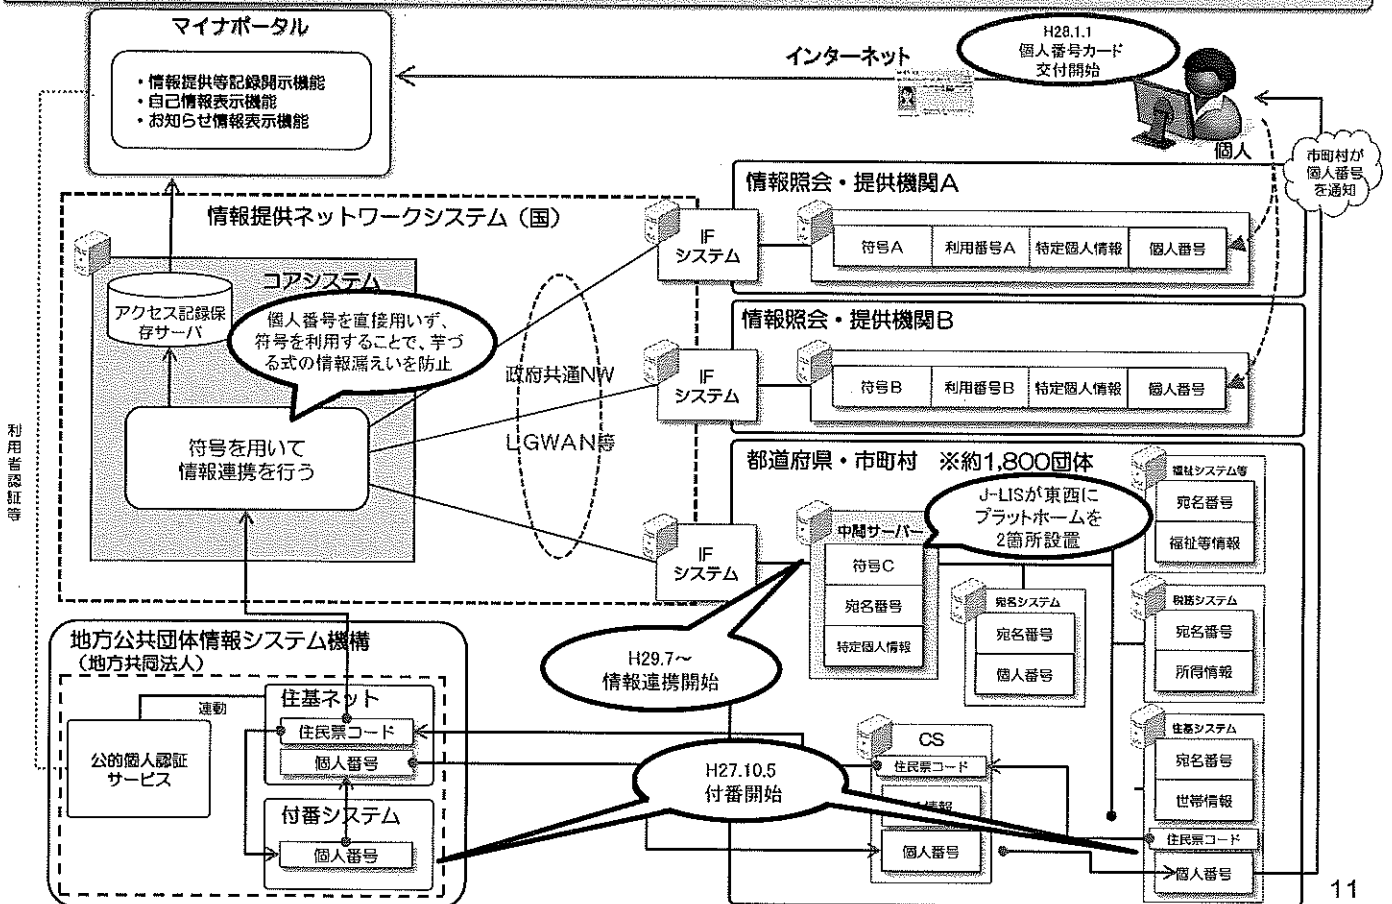 マイナポータル
・情報提供等記録開示機能
・自己情報表示機能
・お知らせ情報表示機能
インターネット
H28.1.1
個人番号カード
交付開始
個人
市町村が
個人番号
を通知
情報提供ネットワークシステム（国）
コアシステム
アクセス記録保
存サーバ
個人番号を直接用いず、
符号を利用することで、芋づ
る式の情報漏えいを防止
符号を用いて
情報連携を行う
政府共通NW
LGWAN等
利用者認証等
IF
システム
情報照会・提供機関A
符号A
利用番号A
特定個人情報
個人番号
IF
システム
情報照会・提供機関B
符号B
利用番号B
特定個人情報
個人番号
IF
システム
都道府県・市町村　※約1,800団体
J-LISが東西に
プラットホームを
2箇所設置
中間サーバー
符号C
宛名番号
特定個人情報
宛名システム
宛名番号
個人番号
福祉システム等
宛名番号
福祉等情報
税務システム
宛名番号
所得情報
住基システム
宛名番号
世帯情報
住民票コード
個人番号
H29.7～
情報連携開始
地方公共団体情報システム機構
（地方共同法人）
公的個人認証
サービス
連動
住基ネット
住民票コード
個人番号
付番システム
個人番号
H27.10.5
付番開始
CS
住民票コード
情報
個人番号
11